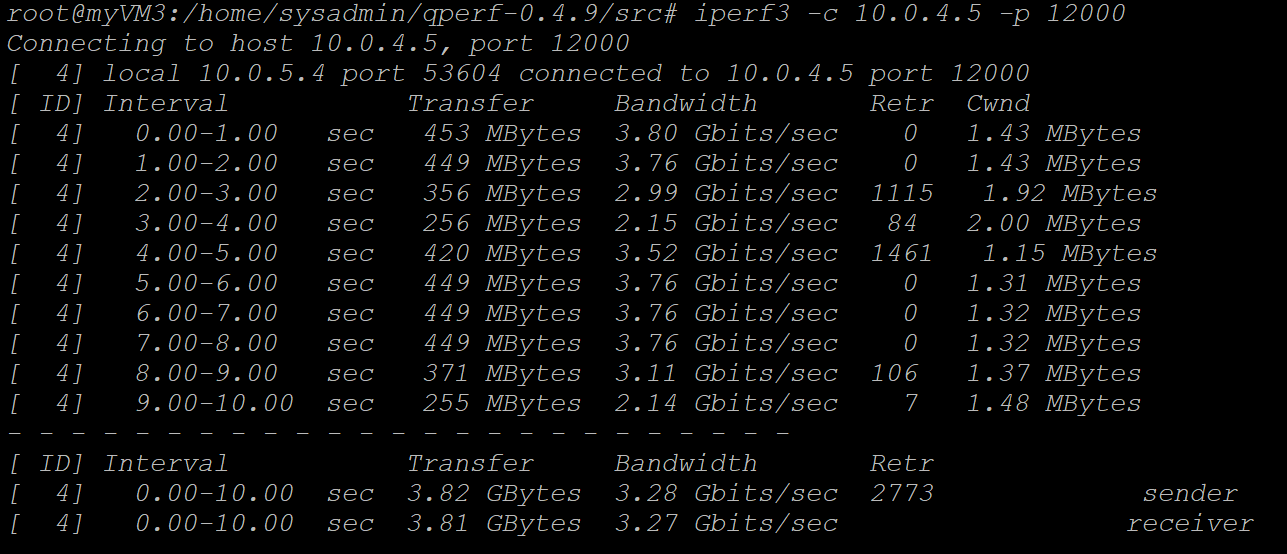 root@myVM3:/home/sysadmin/qperf-0.4.9/src# iperf3 -c 10.0.4.5 -p 12000
Connecting to host 10.0.4.5, port 12000
[  4] local 10.0.5.4 port 53604 connected to 10.0.4.5 port 12000
[ ID] Interval           Transfer     Bandwidth       Retr  Cwnd
[  4]   0.00-1.00   sec   453 MBytes  3.80 Gbits/sec    0   1.43 MBytes
[  4]   1.00-2.00   sec   449 MBytes  3.76 Gbits/sec    0   1.43 MBytes
[  4]   2.00-3.00   sec   356 MBytes  2.99 Gbits/sec  1115   1.92 MBytes
[  4]   3.00-4.00   sec   256 MBytes  2.15 Gbits/sec   84   2.00 MBytes
[  4]   4.00-5.00   sec   420 MBytes  3.52 Gbits/sec  1461   1.15 MBytes
[  4]   5.00-6.00   sec   449 MBytes  3.76 Gbits/sec    0   1.31 MBytes
[  4]   6.00-7.00   sec   449 MBytes  3.76 Gbits/sec    0   1.32 MBytes
[  4]   7.00-8.00   sec   449 MBytes  3.76 Gbits/sec    0   1.32 MBytes
[  4]   8.00-9.00   sec   371 MBytes  3.11 Gbits/sec  106   1.37 MBytes
[  4]   9.00-10.00  sec   255 MBytes  2.14 Gbits/sec    7   1.48 MBytes
- - - - - - - - - - - - - - - - - - - - - - - - -
[ ID] Interval           Transfer     Bandwidth       Retr
[  4]   0.00-10.00  sec  3.82 GBytes  3.28 Gbits/sec  2773             sender
[  4]   0.00-10.00  sec  3.81 GBytes  3.27 Gbits/sec                  receiver